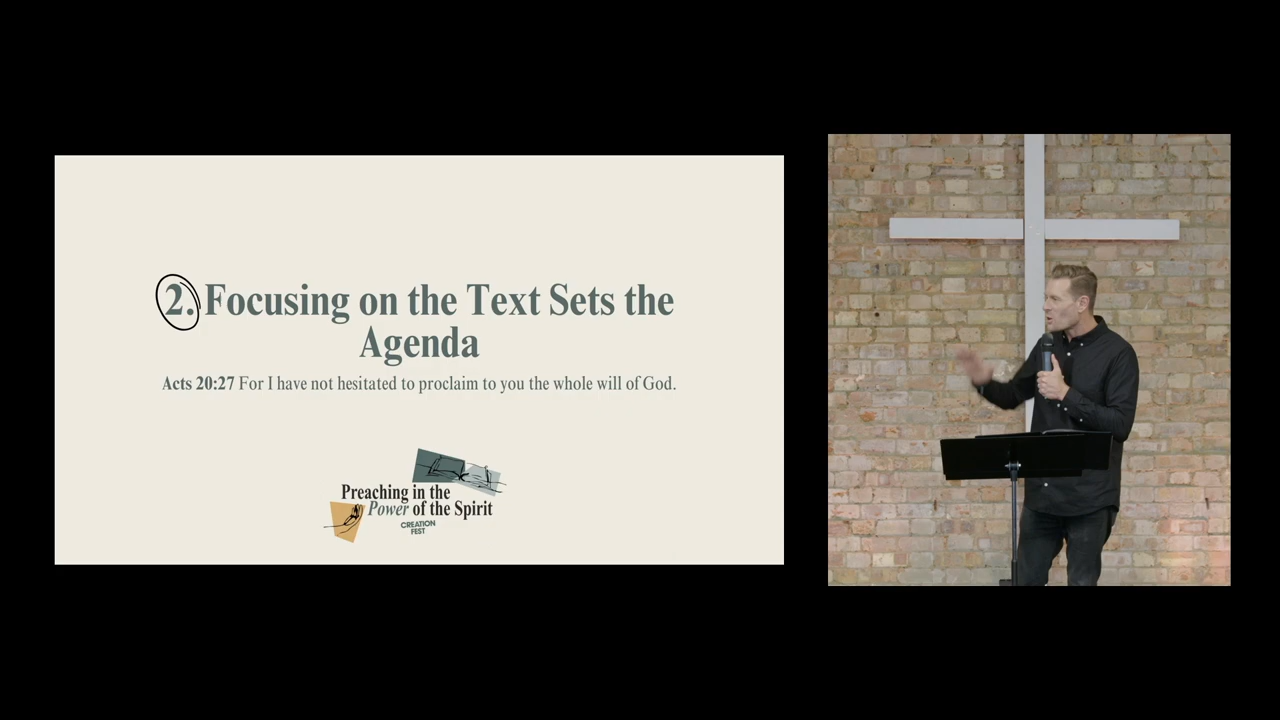 2. Focusing on the Text Sets the
Agenda
Acts 20:27 For I have not hesitated to proclaim to you the whole will of God.
Preaching in the
Power of the Spirit
CREATION
FEST